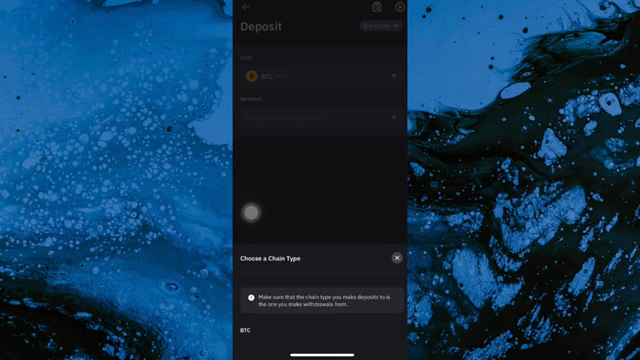 Deposit
Coin
BTC
Network
Choose a Chain Type
Make sure that the chain type you make deposits to is
the one you make withdrawals from.
BTC